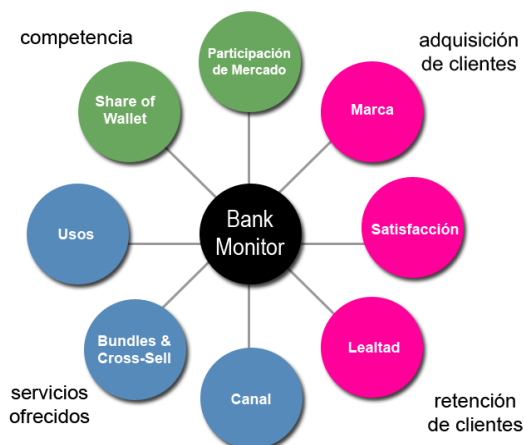 competencia
Participación
de Mercado
adquisición
de clientes
Share of
Wallet
Marca
Usos
Bank
Monitor
Satisfacción
Bundles &
Cross-Sell
Lealtad
servicios
ofrecidos
Canal
retención
de clientes